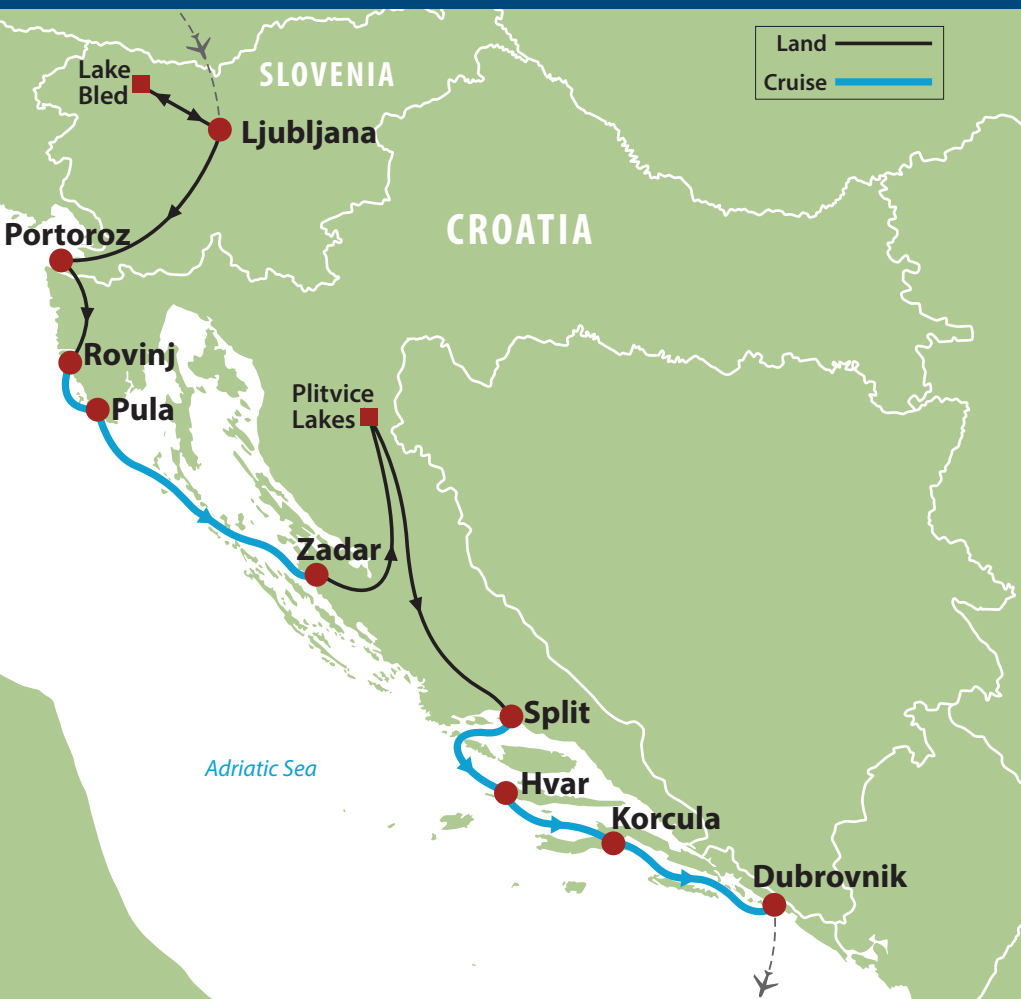 Land
Cruise
SLOVENIA
Lake
Bled
Ljubljana
CROATIA
Portoroz
Rovinj
Pula
Plitvice
Lakes
Zadar
Split
Adriatic Sea
Hvar
Korcula
Dubrovnik